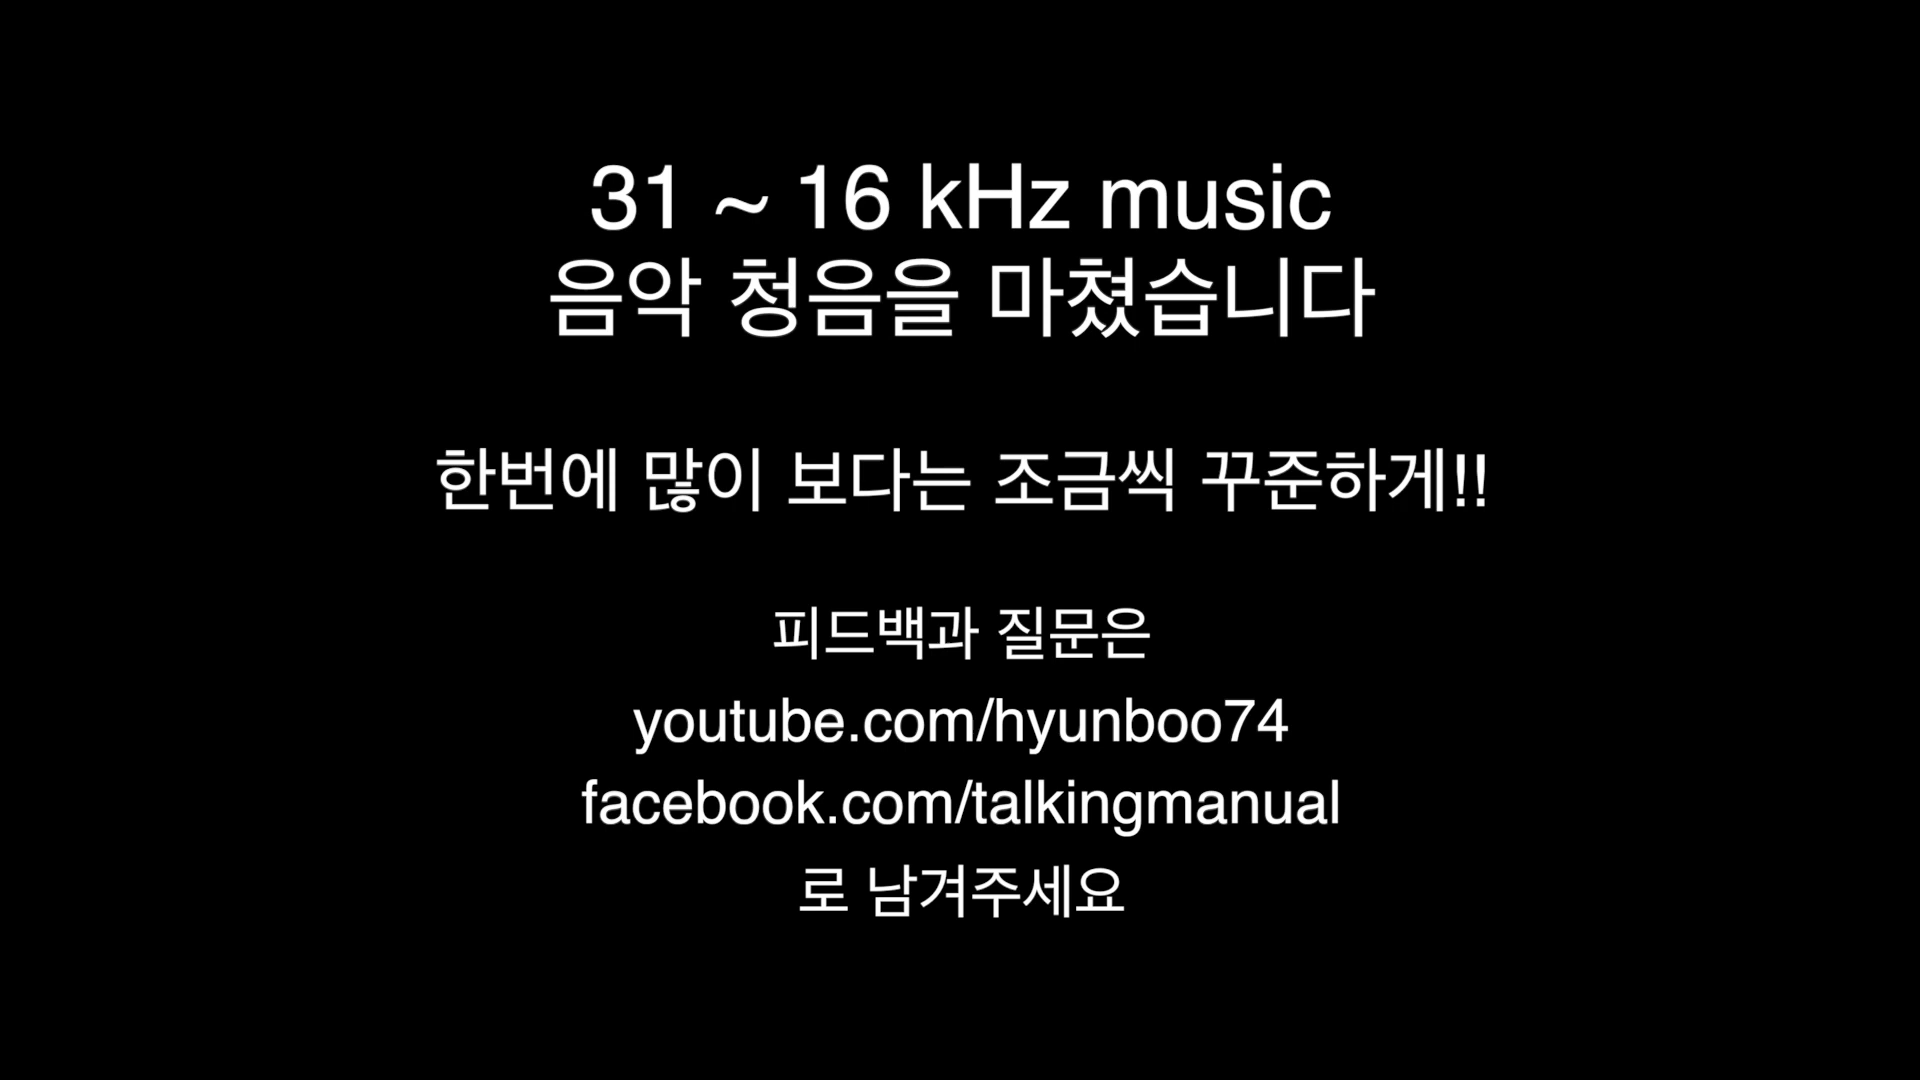 31 ~ 16 kHz music
음악 청음을 마쳤습니다
한번에 많이 보다는 조금씩 꾸준하게!!
피드백과 질문은
youtube.com/hyunboo74
facebook.com/talkingmanual
로 남겨주세요